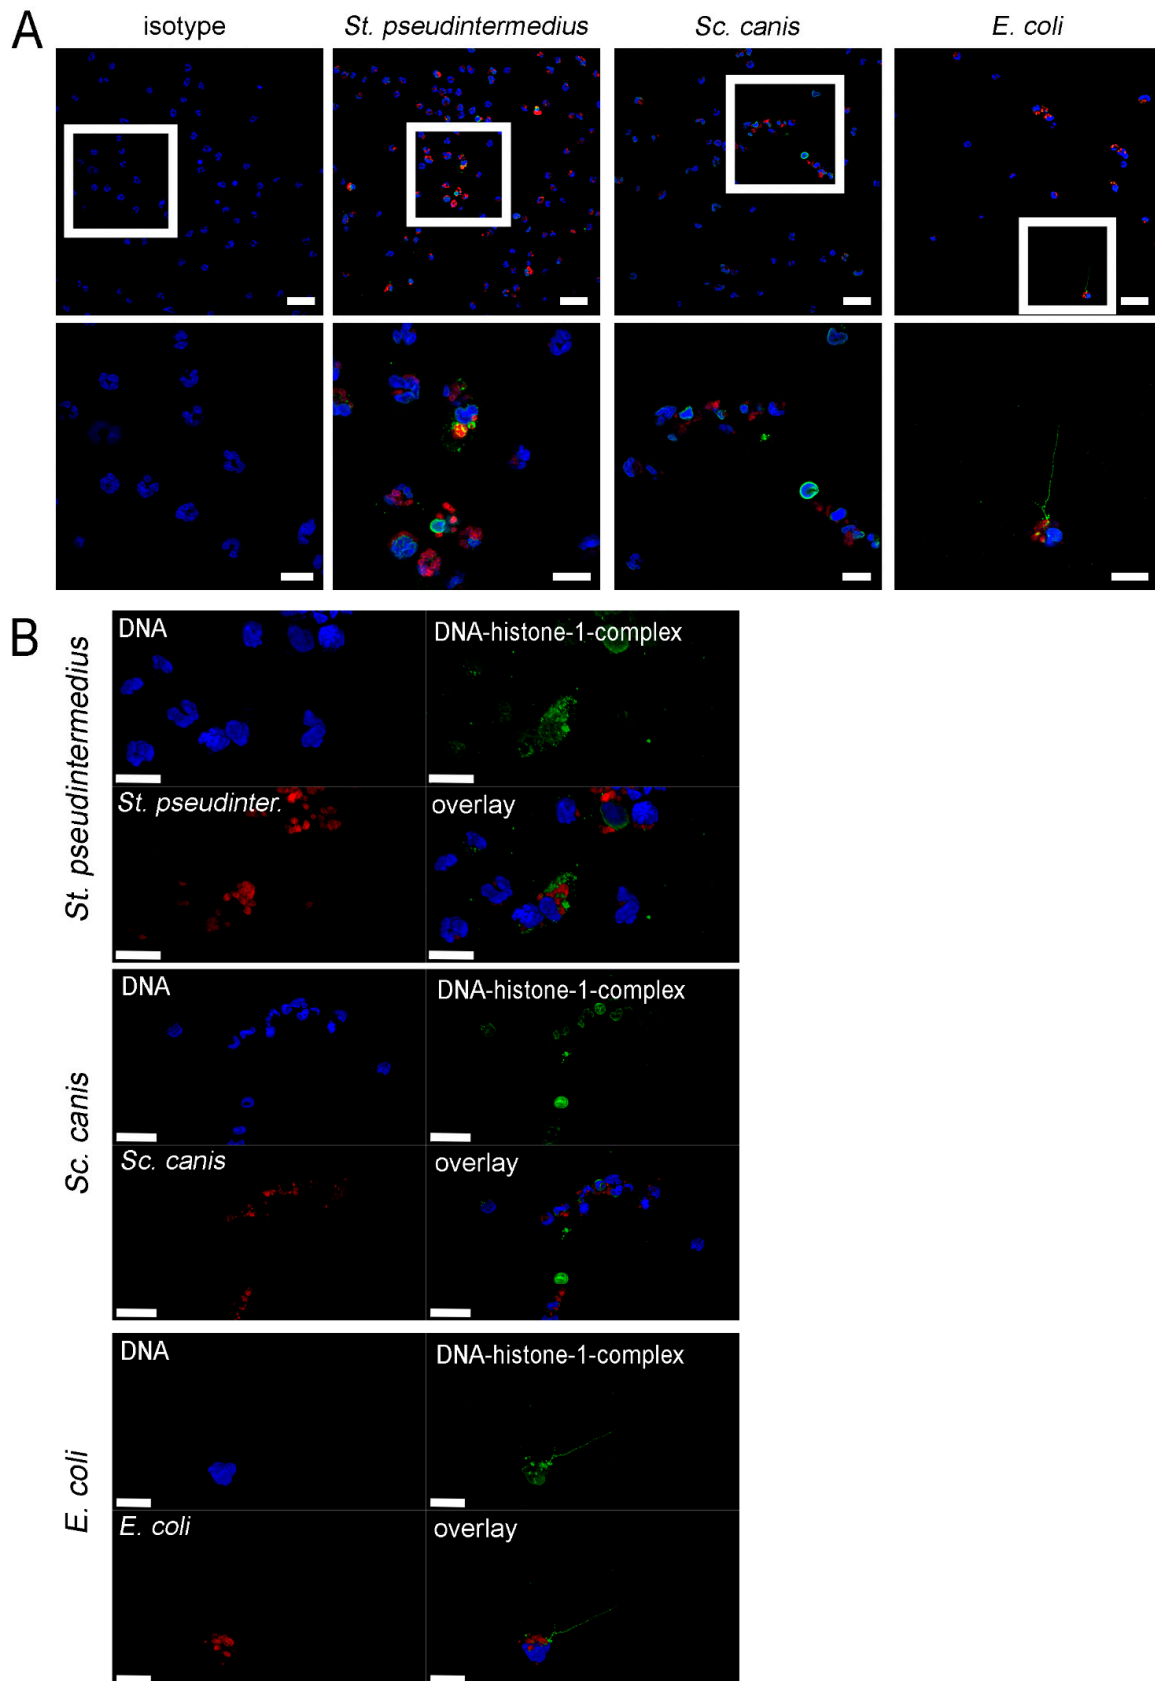 A
isotype
St. pseudintermedius
Sc. canis
E. coli
B
St. pseudintermedius
DNA
DNA-histone-1-complex
St. pseudinter.
overlay
Sc. canis
DNA
DNA-histone-1-complex
Sc. canis
overlay
E. coli
DNA
DNA-histone-1-complex
E. coli
overlay